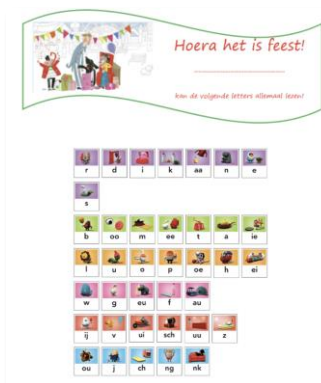 Hoera het is feest!
kan de volgende letters allemaal lezen!
r d i k aa n e
s
b oo m ee t a ie
l u o p oe h ei
w g eu f au
ij v ui sch uu z
ou j ch ng nk